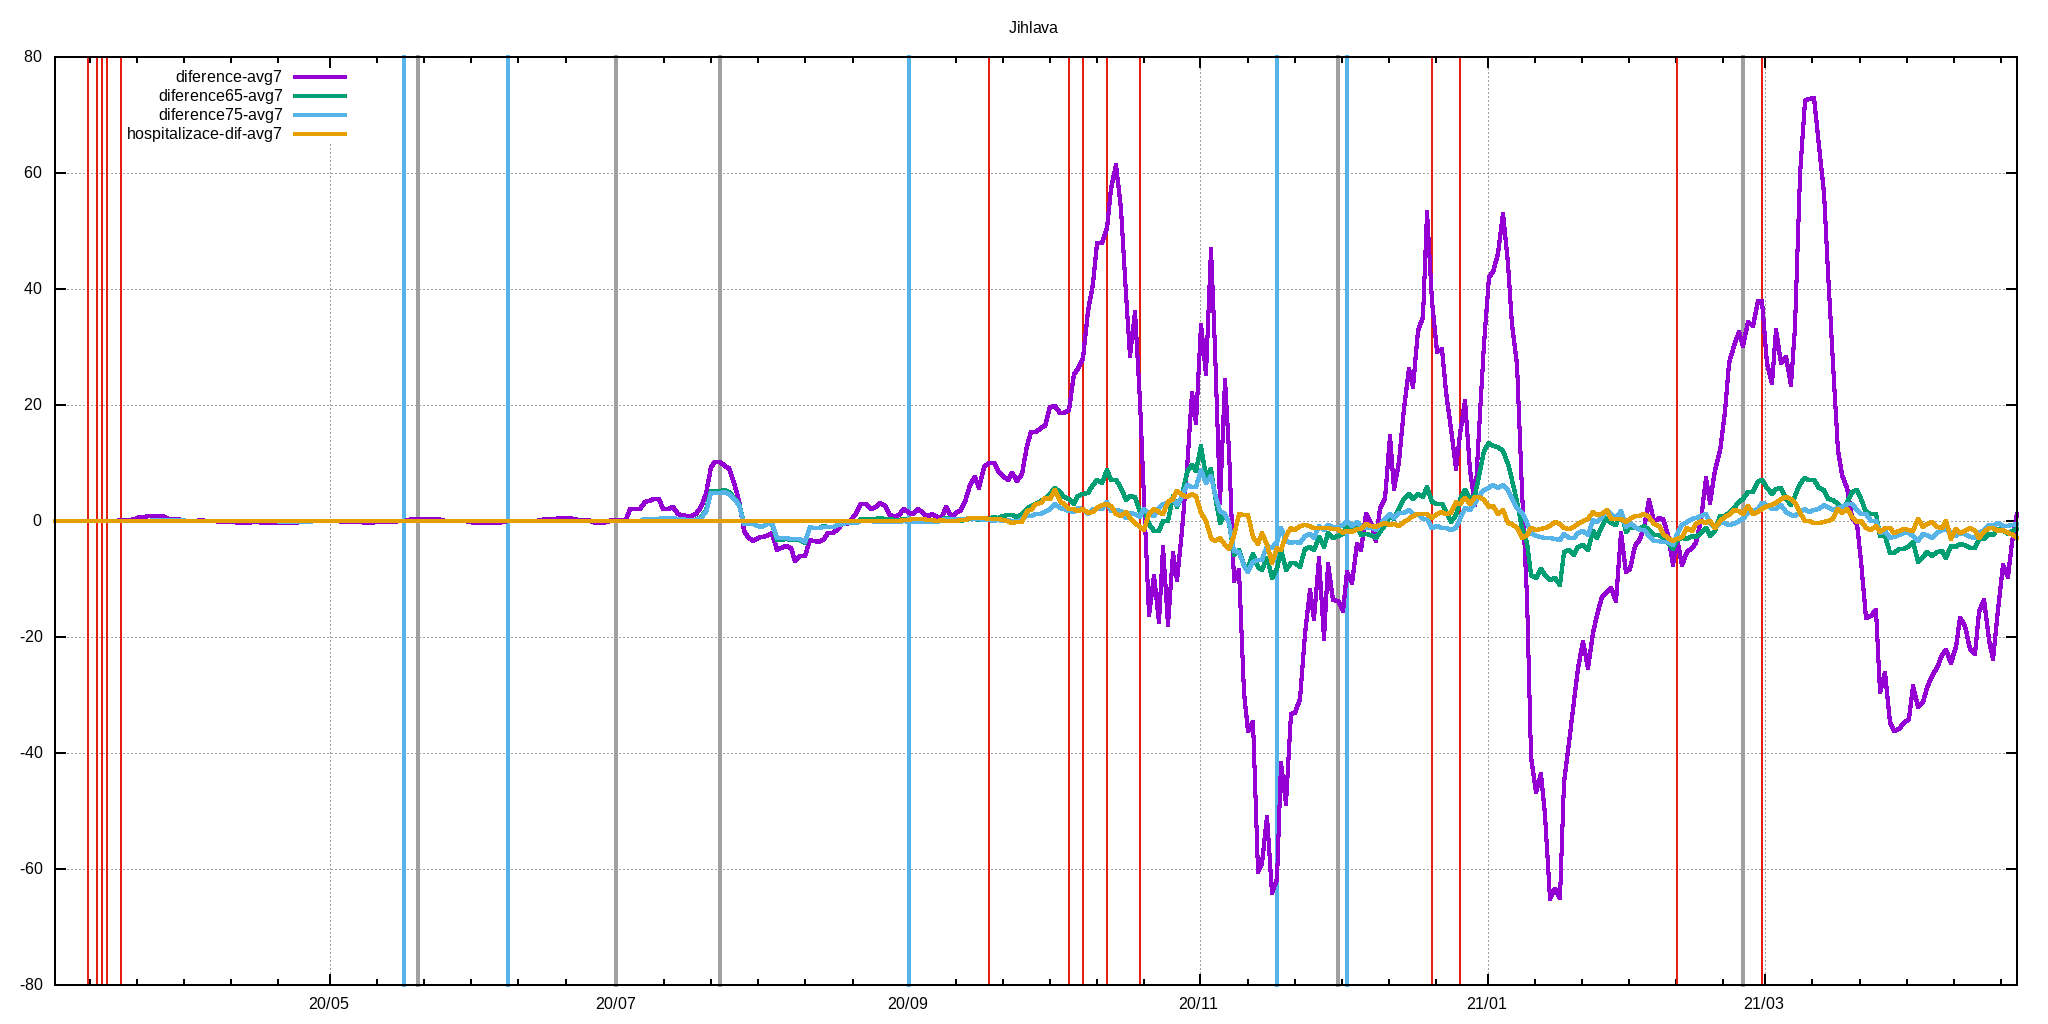 Jihlava
80
diference-avg7
diference65-avg7
diference75-avg7
hospitalizace-dif-avg7
60
40
20
0
-20
-40
-60
-80
20/05 20/07 20/09 20/11 21/01 21/03